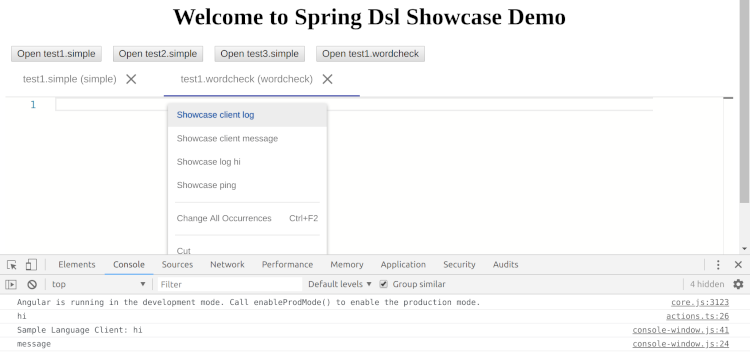 Welcome to Spring Dsl Showcase Demo
Open test1.simple Open test2.simple Open test3.simple Open test1.wordcheck
test1.simple (simple) test1.wordcheck (wordcheck)
1
Showcase client log
Showcase client message
Showcase log hi
Showcase ping
Change All Occurrences Ctrl+F2
Cut
Elements Console Sources Network Performance Memory Application Security Audits
top Filter Default levels Group similar 4 hidden
Angular is running in the development mode. Call enableProdMode() to enable the production mode. core.js:3123
hi actions.ts:26
Sample Language Client: hi console-window.js:41
message console-window.js:24